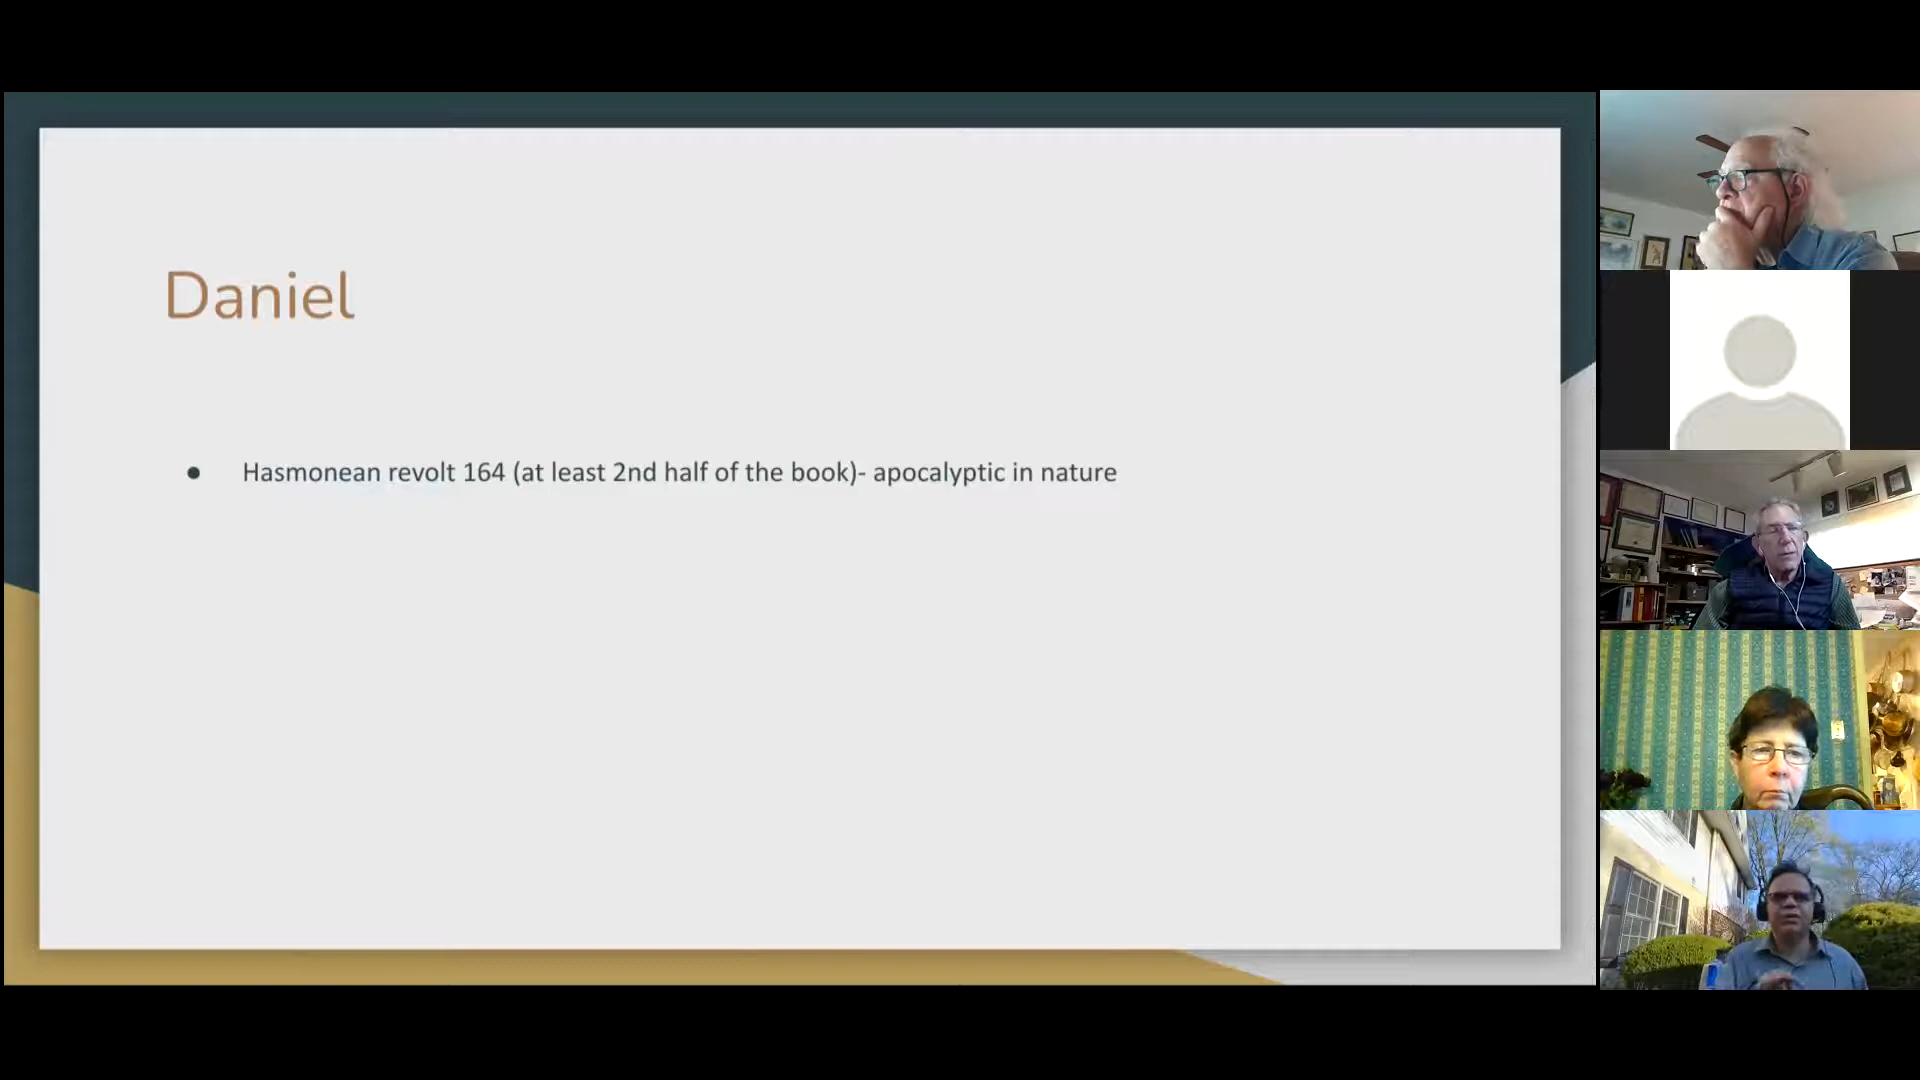 Daniel
● Hasmonean revolt 164 (at least 2nd half of the book)- apocalyptic in nature